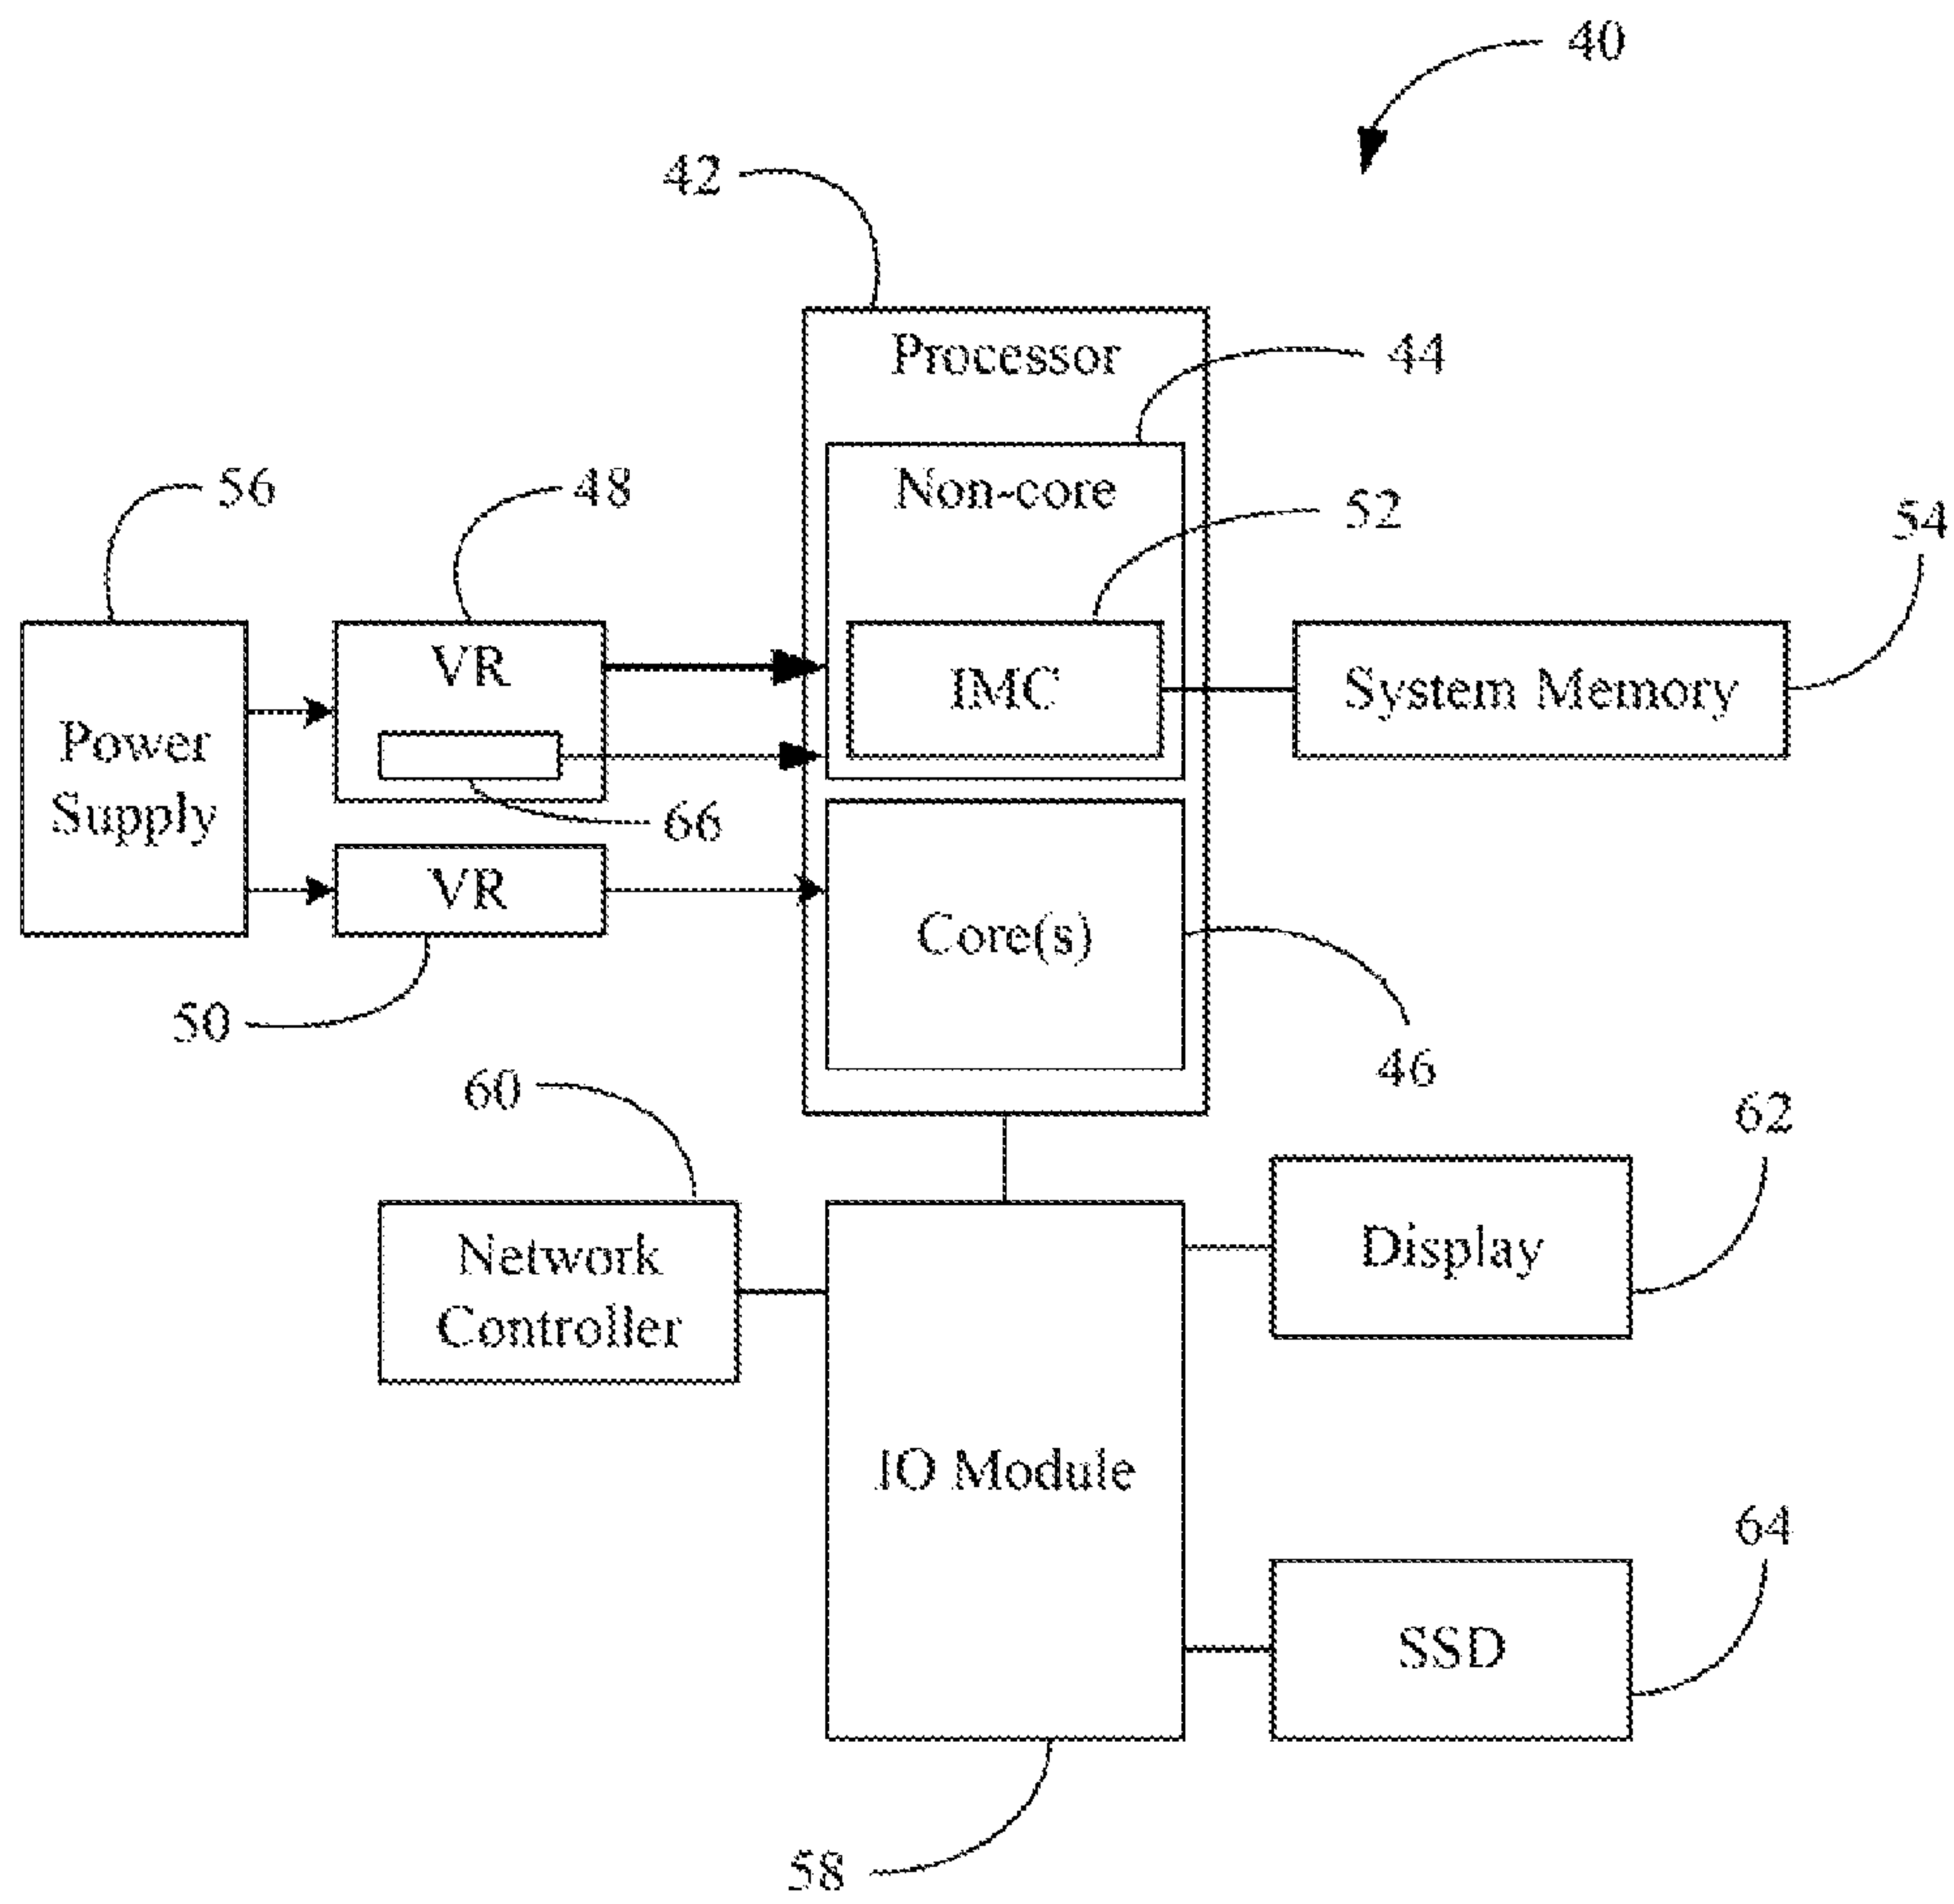 40
42
Processor
44
56
48
Non-core
52
54
VR
IMC
System Memory
Power
Supply
66
VR
Core(s)
50
46
60
62
Network
Controller
Display
IO Module
64
SSD
58